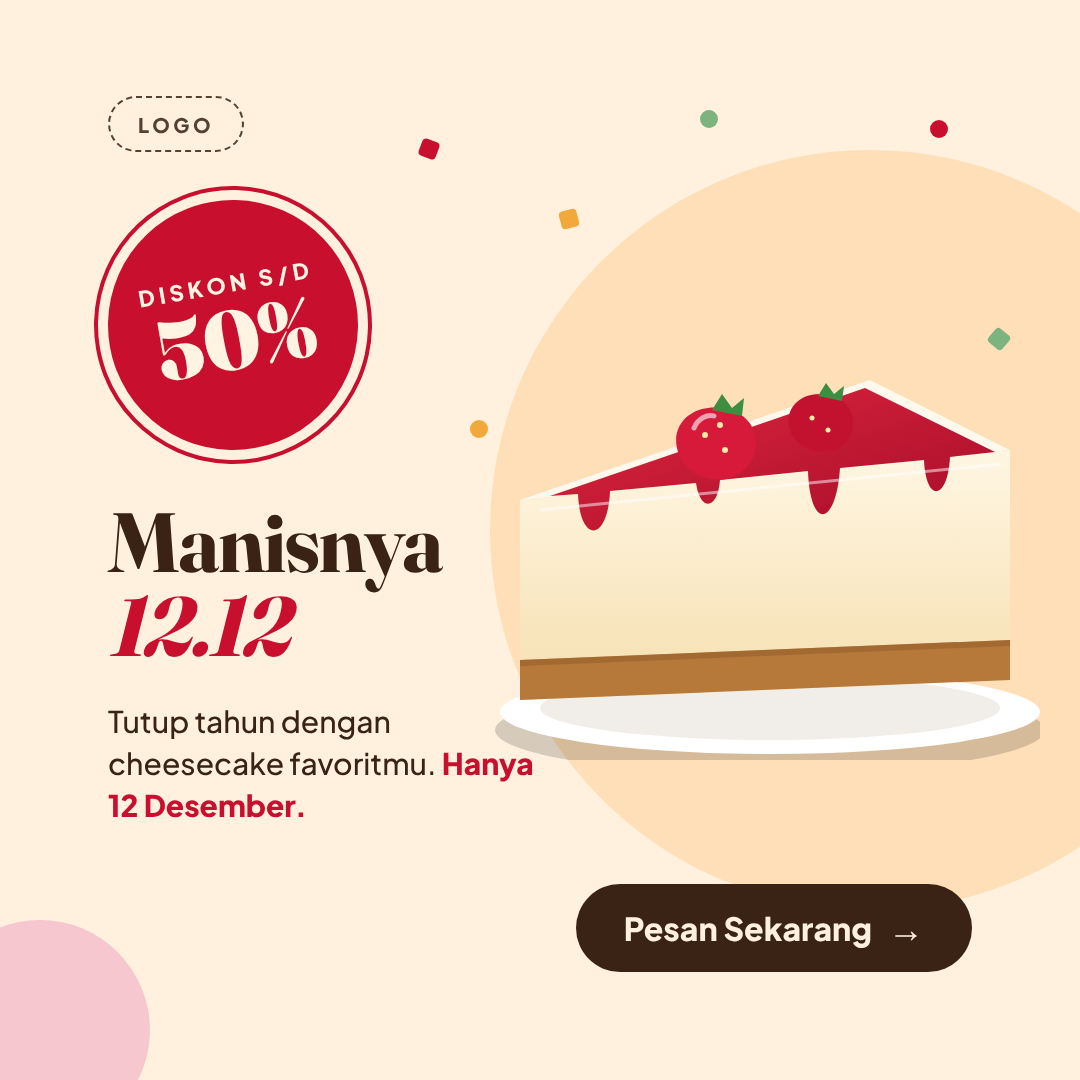 LOGO
DISKON S/D
50%
Manisnya
12.12
Tutup tahun dengan
cheesecake favoritmu. Hanya
12 Desember.
Pesan Sekarang →